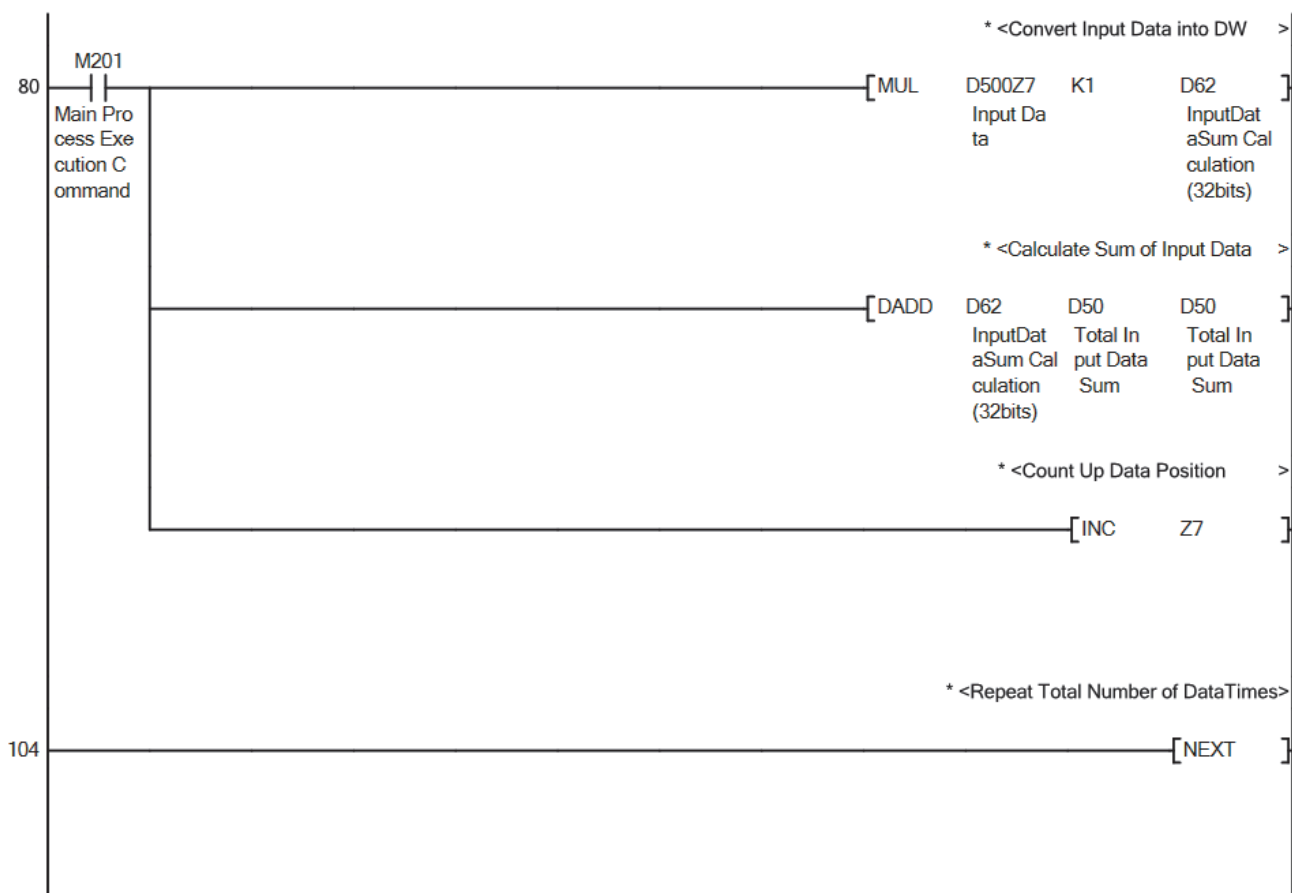 * <Convert Input Data into DW >
M201
80
[MUL D500Z7 K1 D62 ]
Main Pro
cess Exe
cution C
ommand
Input Da
ta
InputDat
aSum Cal
culation
(32bits)
* <Calculate Sum of Input Data >
[DADD D62 D50 D50 ]
InputDat
aSum Cal
culation
(32bits)
Total In
put Data
Sum
Total In
put Data
Sum
* <Count Up Data Position >
[INC Z7 ]
* <Repeat Total Number of DataTimes>
104
[NEXT ]